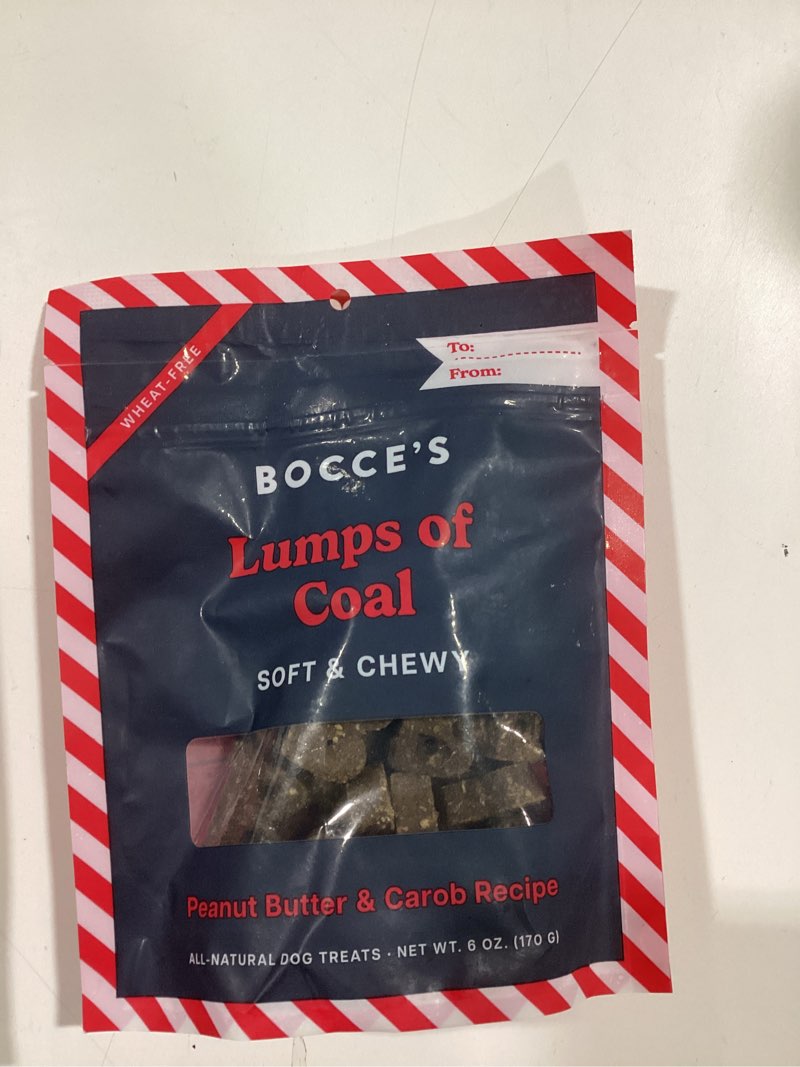 WHEAT-FREE
To:
From:
BOCCE'S
Lumps of
Coal
SOFT & CHEWY
Peanut Butter & Carob Recipe
ALL-NATURAL DOG TREATS · NET WT. 6 OZ. (170 G)